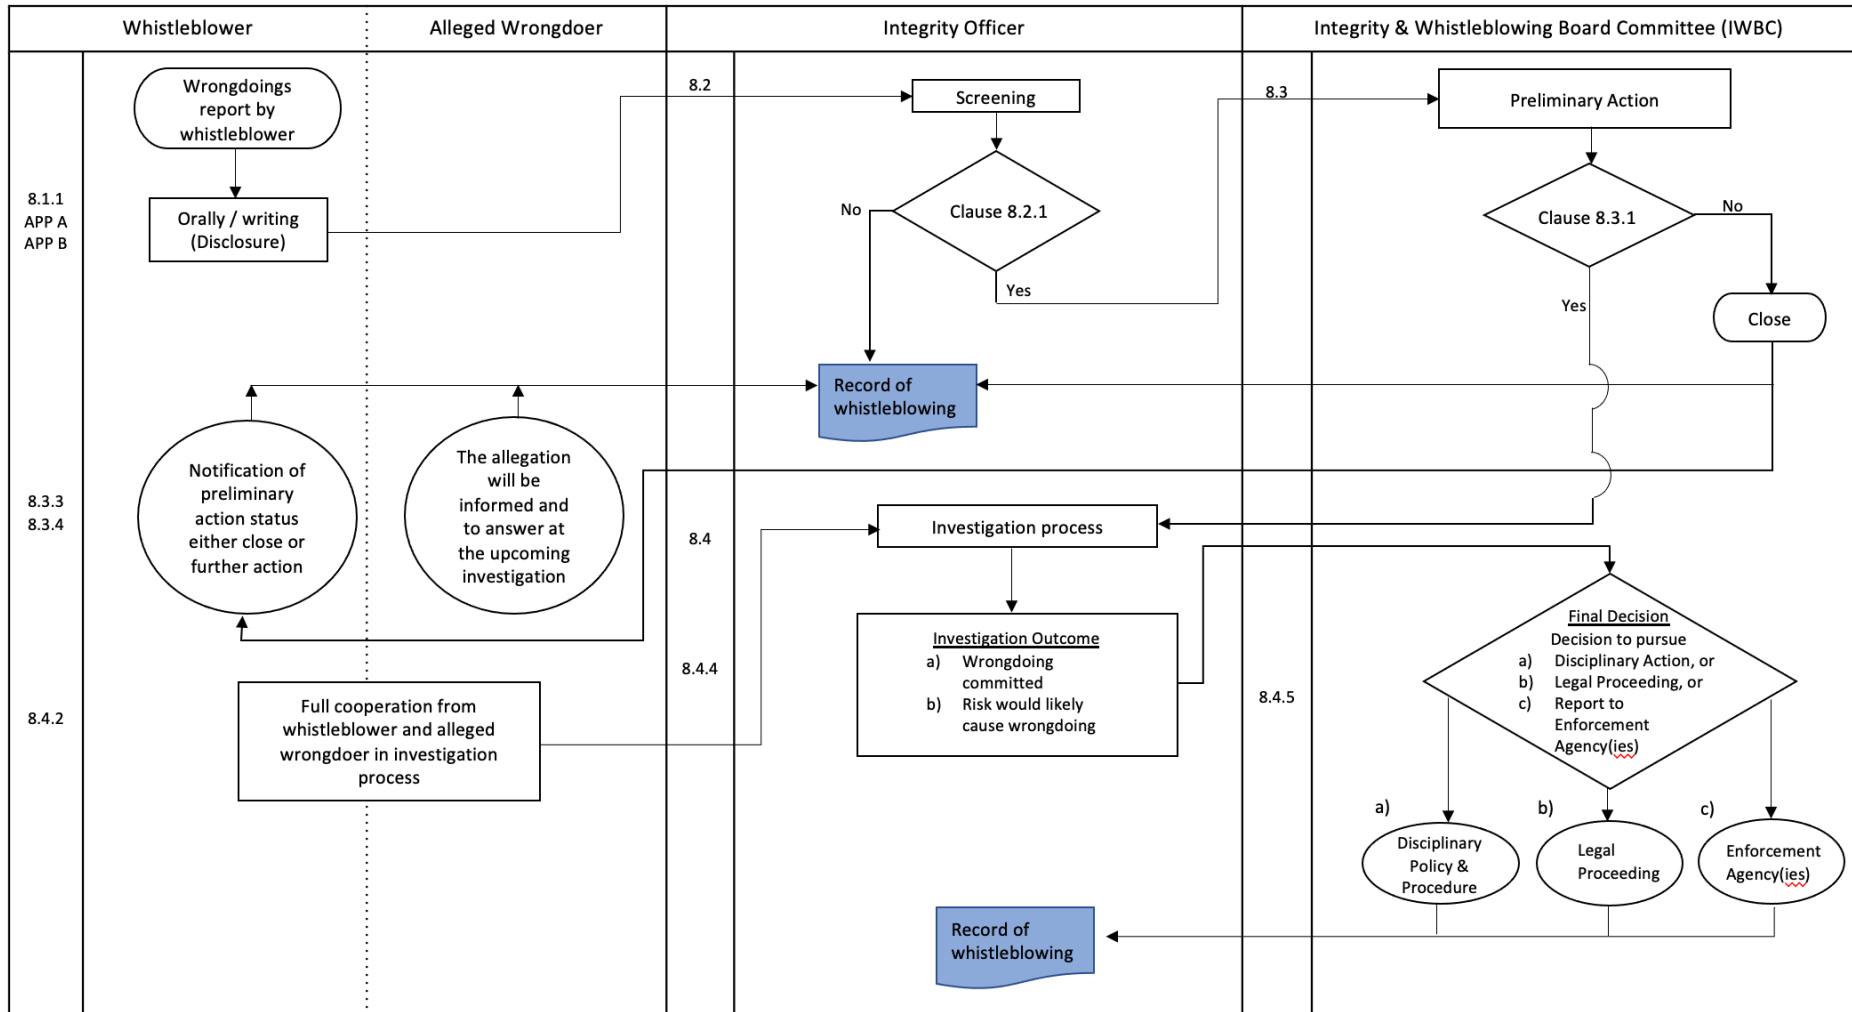 Whistleblower
Alleged Wrongdoer
Integrity Officer
Integrity & Whistleblowing Board Committee (IWBC)
Wrongdoings
report by
whistleblower
8.1.1
APP A
APP B
Orally / writing
(Disclosure)
8.2
Screening
Clause 8.2.1
No
Yes
8.3
Preliminary Action
Clause 8.3.1
No
Yes
Close
Record of
whistleblowing
8.3.3
8.3.4
Notification of
preliminary
action status
either close or
further action
The allegation
will be
informed and
to answer at
the upcoming
investigation
8.4
Investigation process
8.4.4
Investigation Outcome
a) Wrongdoing
committed
b) Risk would likely
cause wrongdoing
8.4.2
Full cooperation from
whistleblower and alleged
wrongdoer in investigation
process
8.4.5
Final Decision
Decision to pursue
a) Disciplinary Action, or
b) Legal Proceeding, or
c) Report to
Enforcement
Agency(ies)
a)
Disciplinary
Policy &
Procedure
b)
Legal
Proceeding
c)
Enforcement
Agency(ies)
Record of
whistleblowing